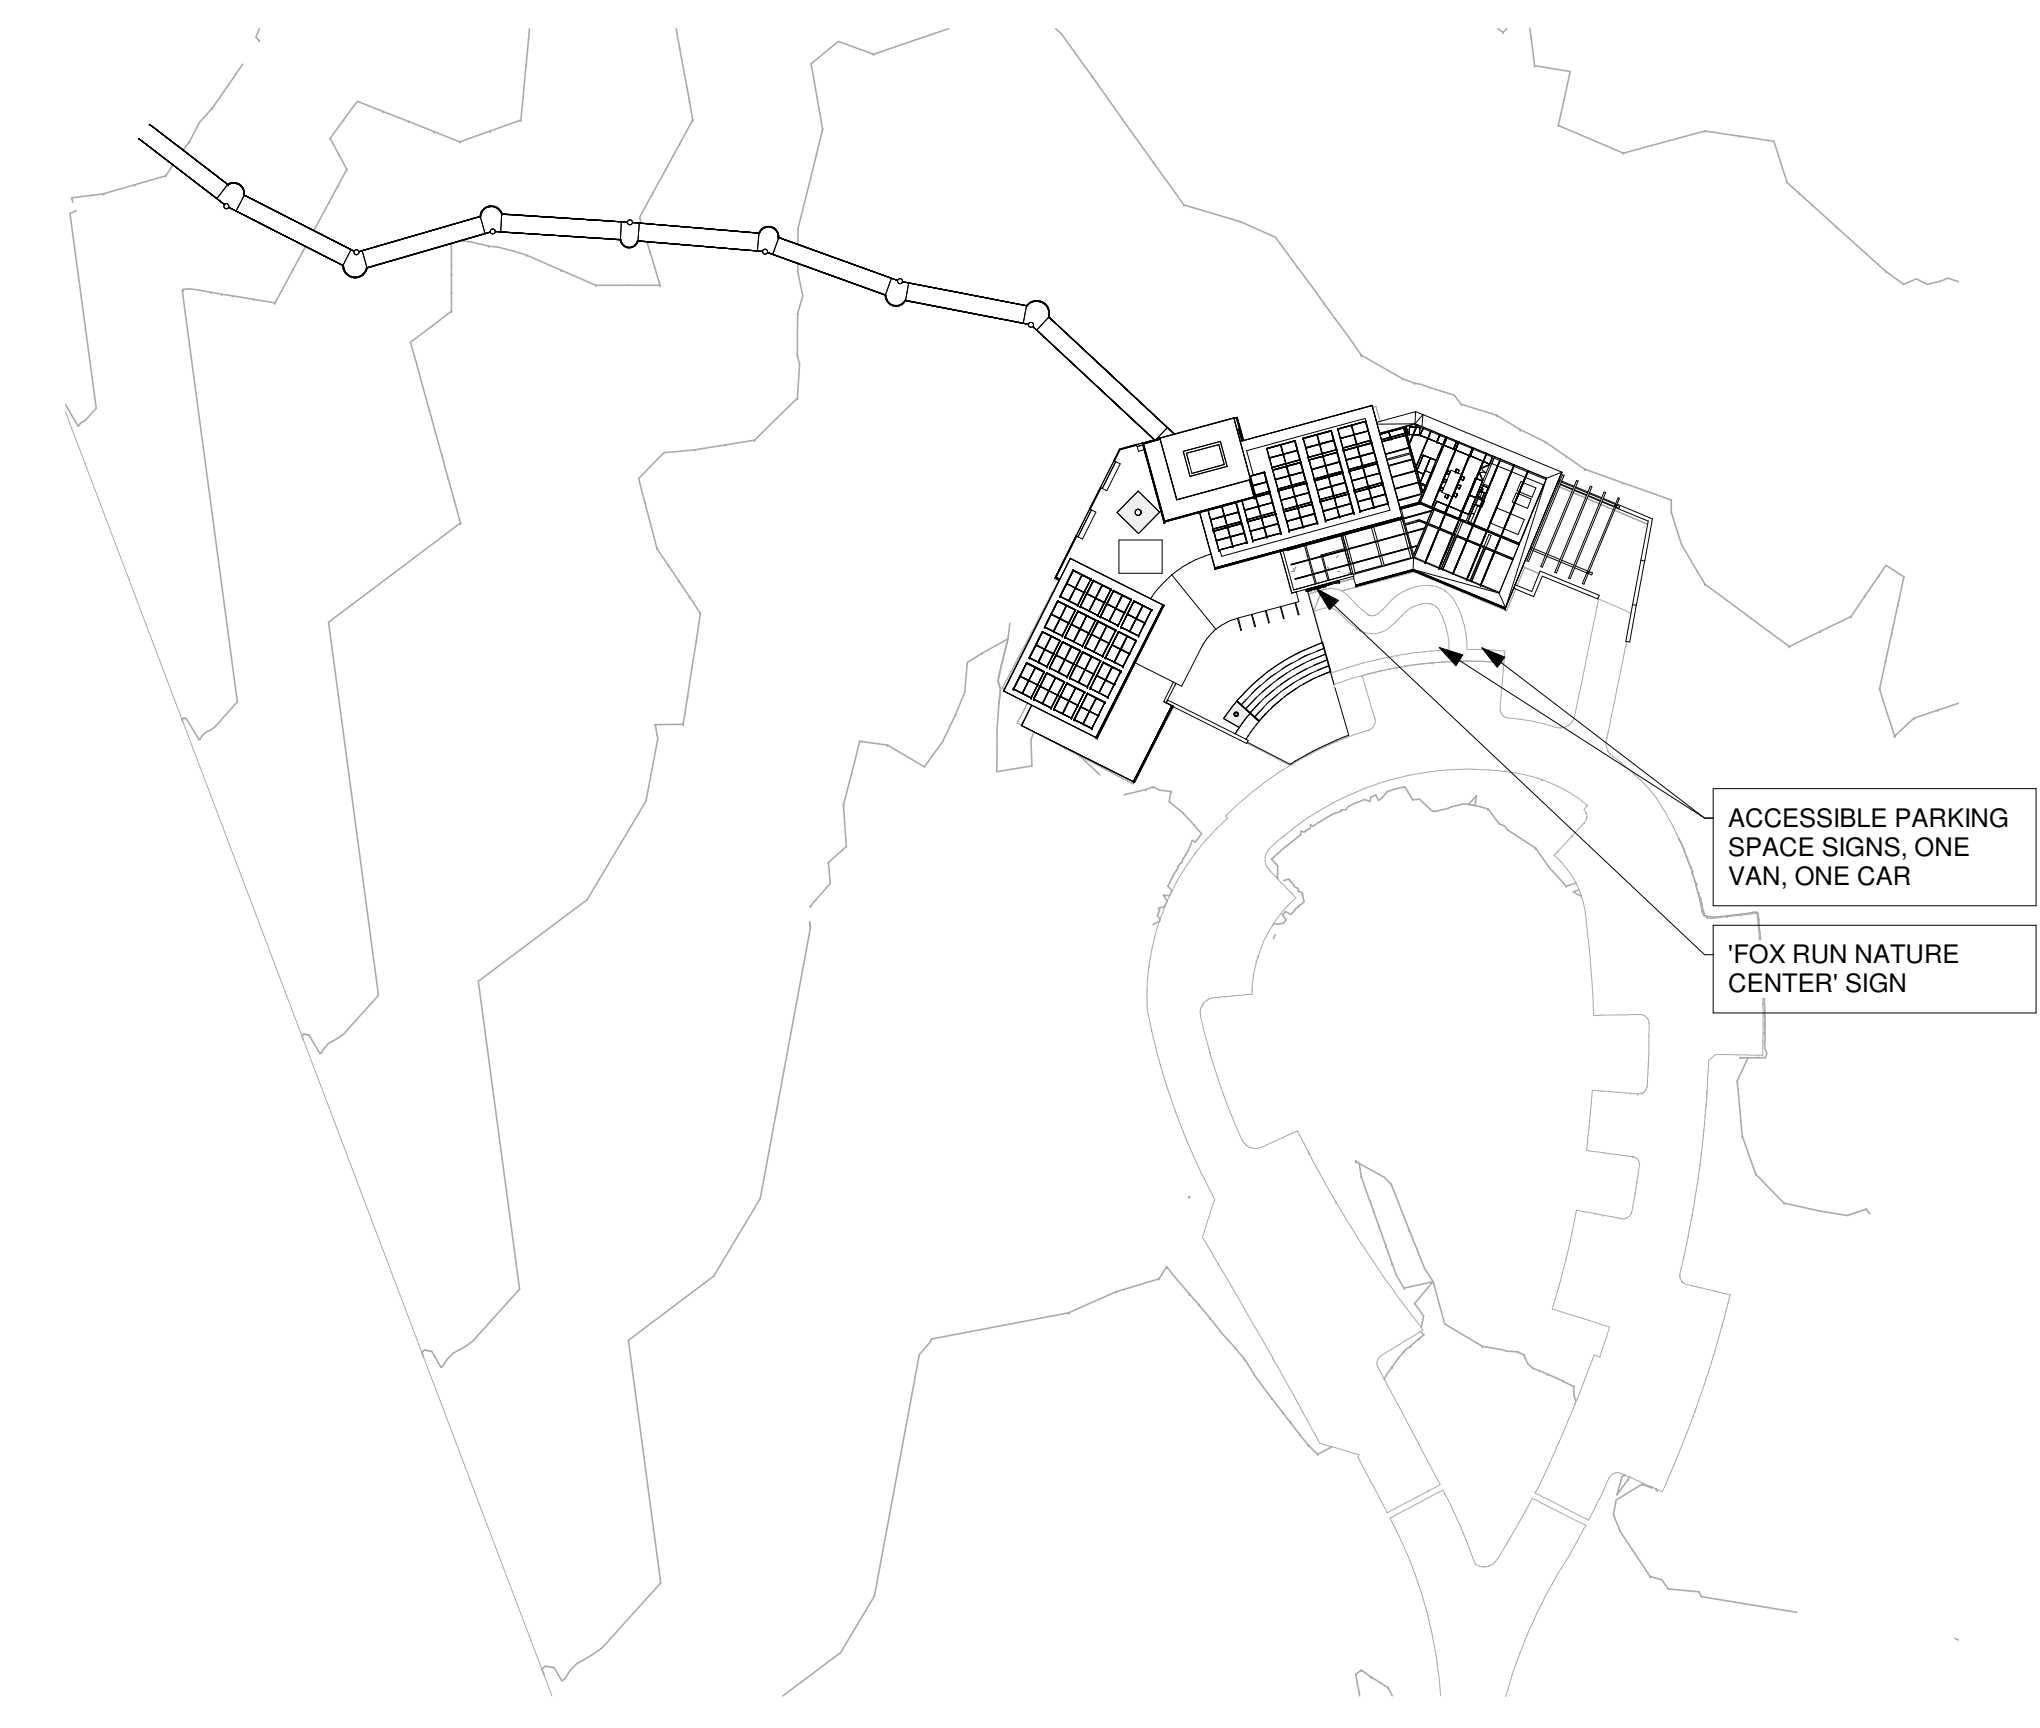 ACCESSIBLE PARKING
SPACE SIGNS, ONE
VAN, ONE CAR
'FOX RUN NATURE
CENTER' SIGN